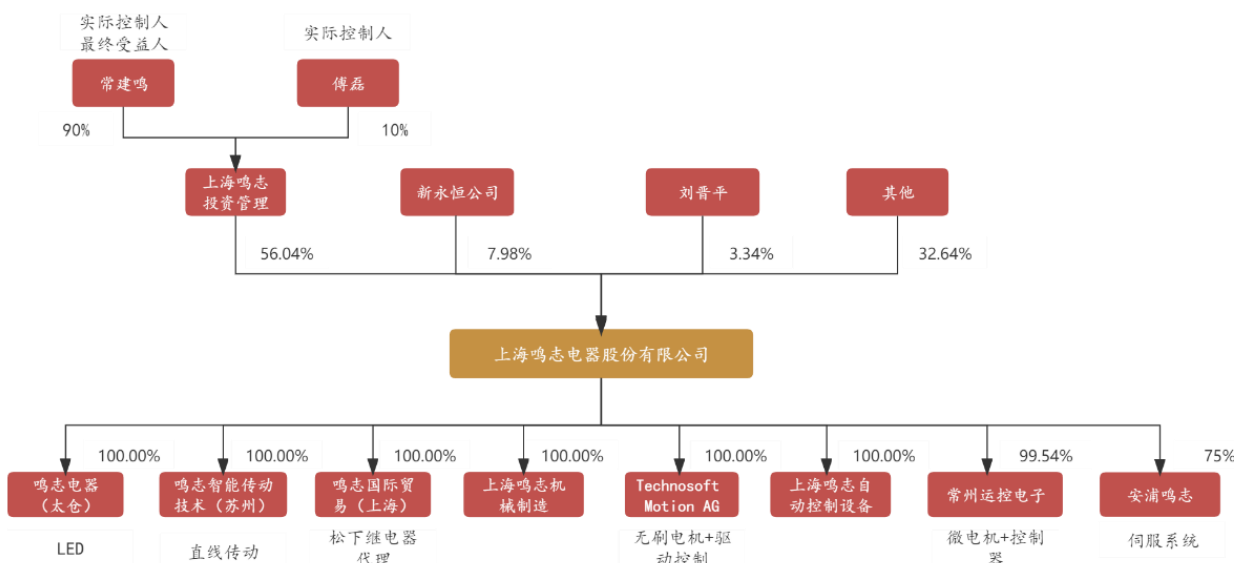 实际控制人
最终受益人
实际控制人
常建鸣
傅磊
90%
10%
上海鸣志
投资管理
新永恒公司
刘晋平
其他
56.04%
7.98%
3.34%
32.64%
上海鸣志电器股份有限公司
100.00%
100.00%
100.00%
100.00%
100.00%
100.00%
99.54%
75%
鸣志电器
（太仓）
鸣志智能传动
技术（苏州）
鸣志国际贸
易（上海）
上海鸣志机
械制造
Technosoft
Motion AG
上海鸣志自
动控制设备
常州运控电子
安浦鸣志
LED
直线传动
松下继电器
代理
无刷电机+驱
动控制
微电机+控制
器
伺服系统